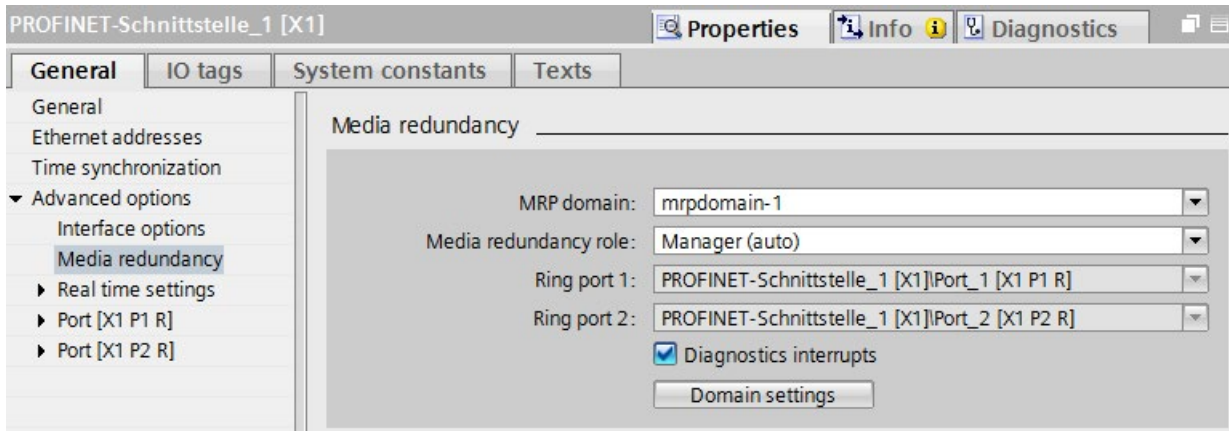 PROFINET-Schnittstelle_1 [X1]
Properties
Info
Diagnostics
General
IO tags
System constants
Texts
General
Ethernet addresses
Time synchronization
Advanced options
Interface options
Media redundancy
Real time settings
Port [X1 P1 R]
Port [X1 P2 R]
Media redundancy
MRP domain: mrpdomain-1
Media redundancy role: Manager (auto)
Ring port 1: PROFINET-Schnittstelle_1 [X1]\Port_1 [X1 P1 R]
Ring port 2: PROFINET-Schnittstelle_1 [X1]\Port_2 [X1 P2 R]
Diagnostics interrupts
Domain settings